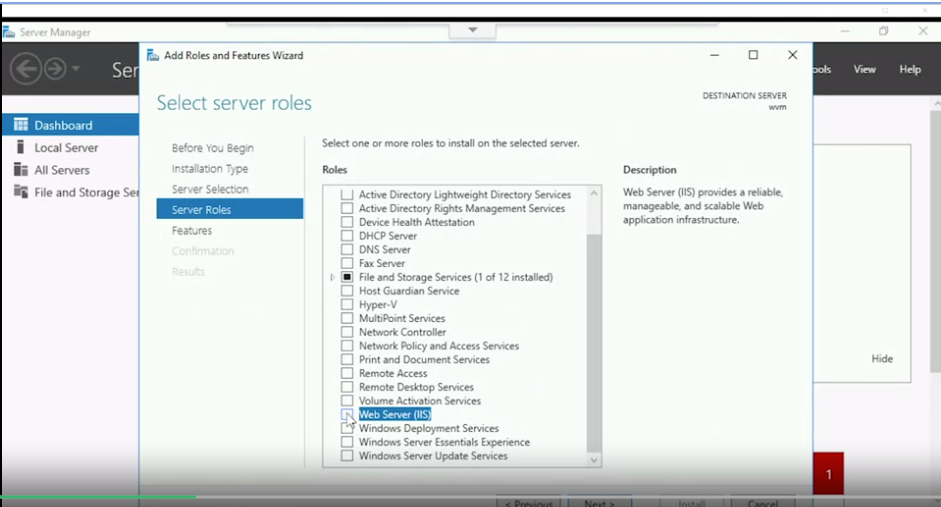 Server Manager
Add Roles and Features Wizard
Ser
ools View Help
Select server roles
DESTINATION SERVER
wvm
Dashboard
Local Server
All Servers
File and Storage Ser
Before You Begin
Installation Type
Server Selection
Server Roles
Features
Confirmation
Results
Select one or more roles to install on the selected server.
Roles
Active Directory Lightweight Directory Services
Active Directory Rights Management Services
Device Health Attestation
DHCP Server
DNS Server
Fax Server
File and Storage Services (1 of 12 installed)
Host Guardian Service
Hyper-V
MultiPoint Services
Network Controller
Network Policy and Access Services
Print and Document Services
Remote Access
Remote Desktop Services
Volume Activation Services
Web Server (IIS)
Windows Deployment Services
Windows Server Essentials Experience
Windows Server Update Services
Description
Web Server (IIS) provides a reliable,
manageable, and scalable Web
application infrastructure.
Hide
1
< Previous Next > Install Cancel